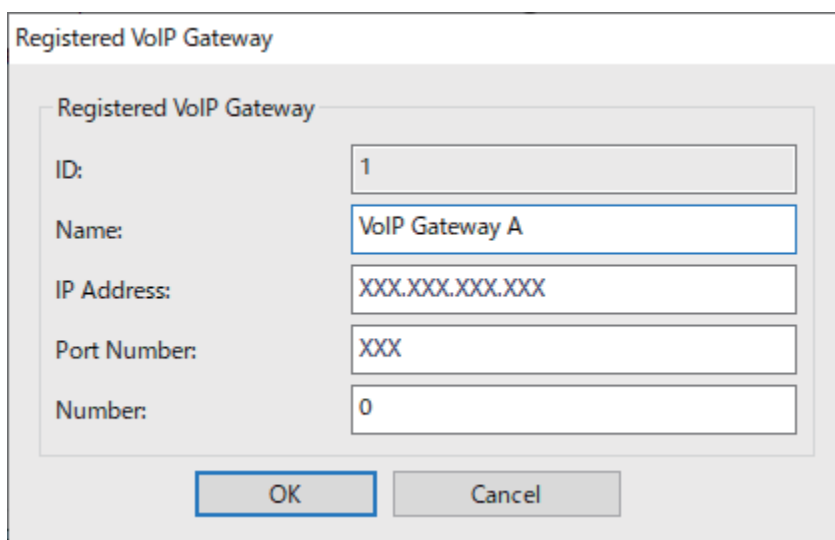 Registered VoIP Gateway
Registered VoIP Gateway
ID: 1
Name: VoIP Gateway A
IP Address: XXX.XXX.XXX.XXX
Port Number: XXX
Number: 0
OK Cancel